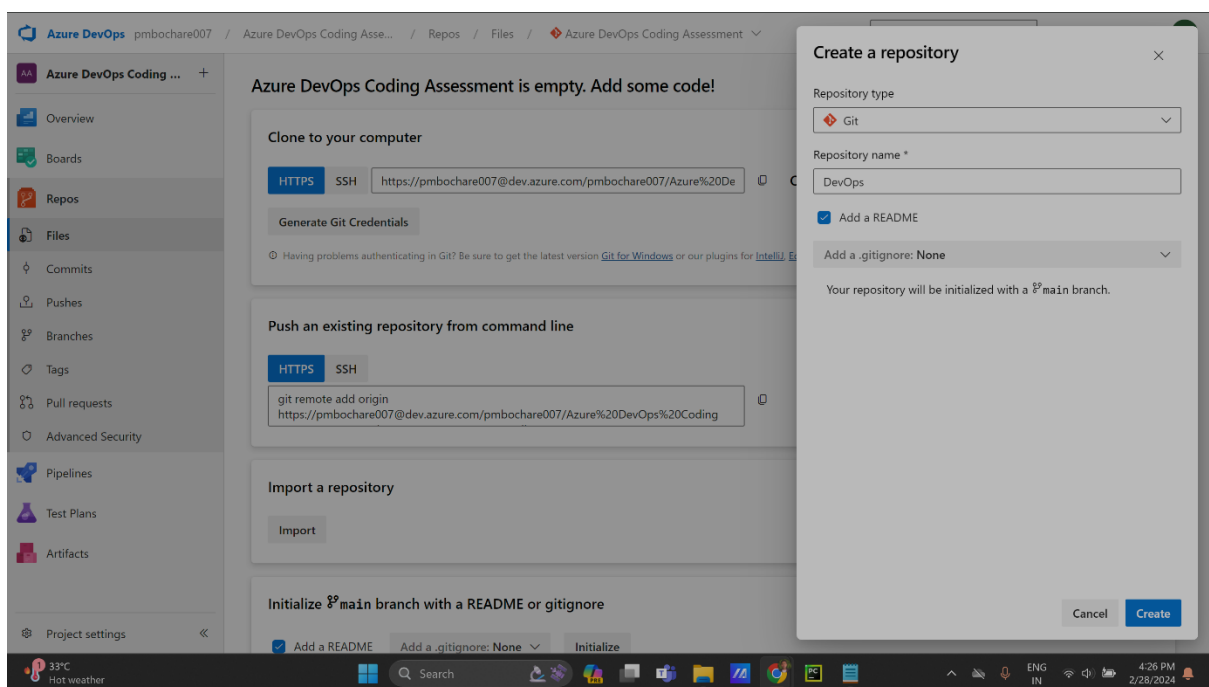 Azure DevOps pmbochare007 / Azure DevOps Coding Asse... / Repos / Files / Azure DevOps Coding Assessment
AA Azure DevOps Coding ... +
Overview
Boards
Repos
Files
Commits
Pushes
Branches
Tags
Pull requests
Advanced Security
Pipelines
Test Plans
Artifacts
Project settings
Azure DevOps Coding Assessment is empty. Add some code!
Clone to your computer
HTTPS SSH https://pmbochare007@dev.azure.com/pmbochare007/Azure%20De
Generate Git Credentials
Having problems authenticating in Git? Be sure to get the latest version Git for Windows or our plugins for IntelliJ,
Push an existing repository from command line
HTTPS SSH
git remote add origin
https://pmbochare007@dev.azure.com/pmbochare007/Azure%20DevOps%20Coding
Import a repository
Import
Initialize main branch with a README or gitignore
Add a README Add a .gitignore: None Initialize
Create a repository
Repository type
Git
Repository name *
DevOps
Add a README
Add a .gitignore: None
Your repository will be initialized with a main branch.
Cancel Create
1
33°C
Hot weather
Search
PRE
PC
ENG
IN
4:26 PM
2/28/2024